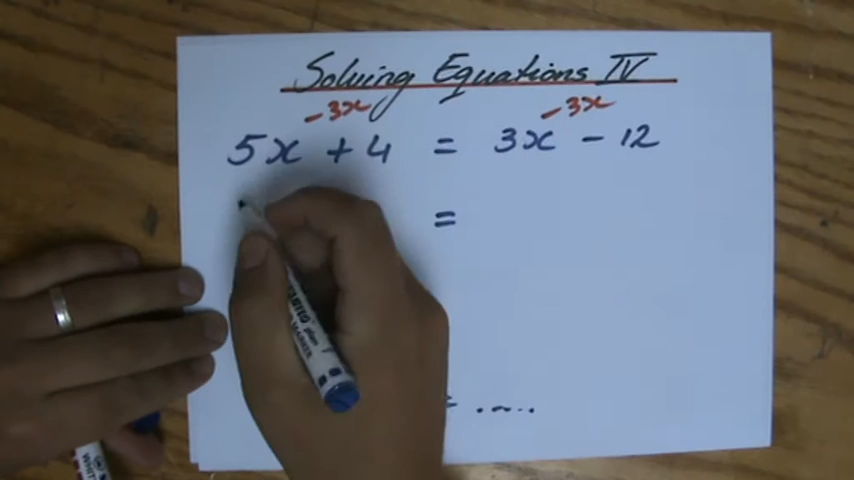 Solving Equations IV
-3x -3x
5x + 4 = 3x - 12
=
= .....